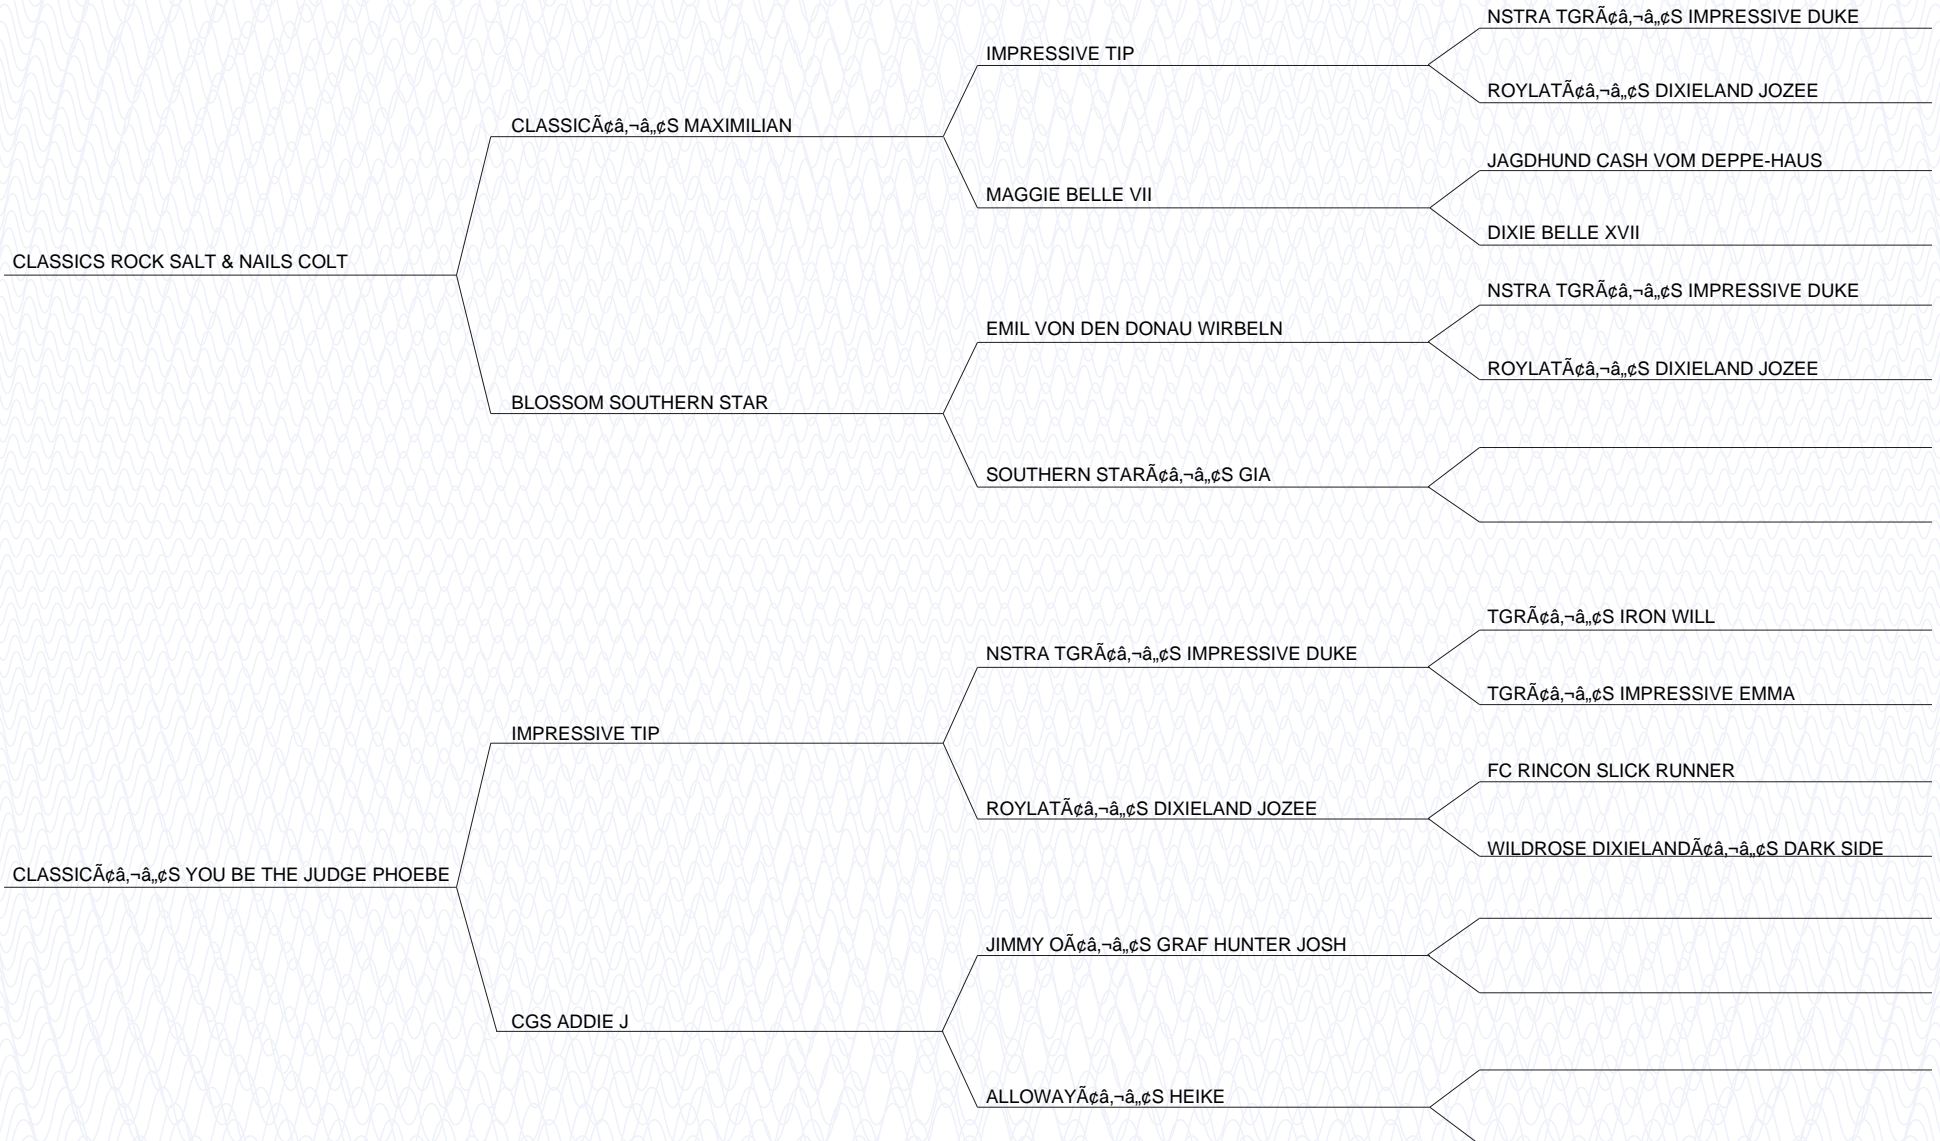 NSTRA TGRÃ¢â‚¬â„¢S IMPRESSIVE DUKE
IMPRESSIVE TIP
ROYLATÃ¢â‚¬â„¢S DIXIELAND JOZEE
CLASSICÃ¢â‚¬â„¢S MAXIMILIAN
JAGDHUND CASH VOM DEPPE-HAUS
MAGGIE BELLE VII
DIXIE BELLE XVII
CLASSICS ROCK SALT & NAILS COLT
NSTRA TGRÃ¢â‚¬â„¢S IMPRESSIVE DUKE
EMIL VON DEN DONAU WIRBELN
ROYLATÃ¢â‚¬â„¢S DIXIELAND JOZEE
BLOSSOM SOUTHERN STAR
SOUTHERN STARÃ¢â‚¬â„¢S GIA
TGRÃ¢â‚¬â„¢S IRON WILL
NSTRA TGRÃ¢â‚¬â„¢S IMPRESSIVE DUKE
TGRÃ¢â‚¬â„¢S IMPRESSIVE EMMA
IMPRESSIVE TIP
FC RINCON SLICK RUNNER
ROYLATÃ¢â‚¬â„¢S DIXIELAND JOZEE
WILDROSE DIXIELANDÃ¢â‚¬â„¢S DARK SIDE
CLASSICÃ¢â‚¬â„¢S YOU BE THE JUDGE PHOEBE
JIMMY OÃ¢â‚¬â„¢S GRAF HUNTER JOSH
CGS ADDIE J
ALLOWAYÃ¢â‚¬â„¢S HEIKE